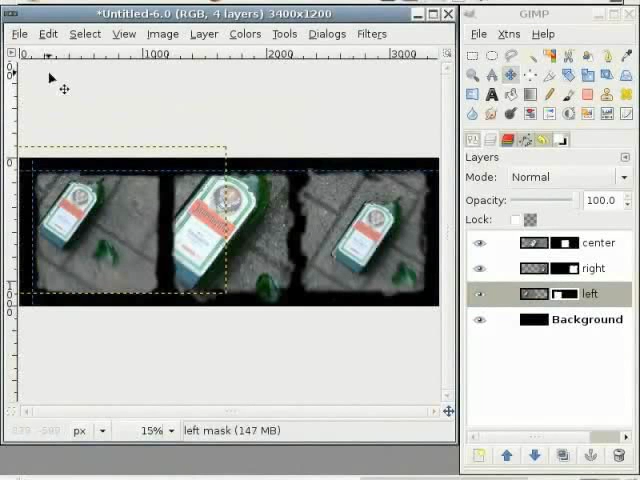 *Untitled-6.0 (RGB, 4 layers) 3400x1200
File Edit Select View Image Layer Colors Tools Dialogs Filters
0 1000 2000 3000
px 15% left mask (147 MB)
GIMP
File Xtns Help
Layers
Mode: Normal
Opacity: 100.0
Lock:
center
right
left
Background